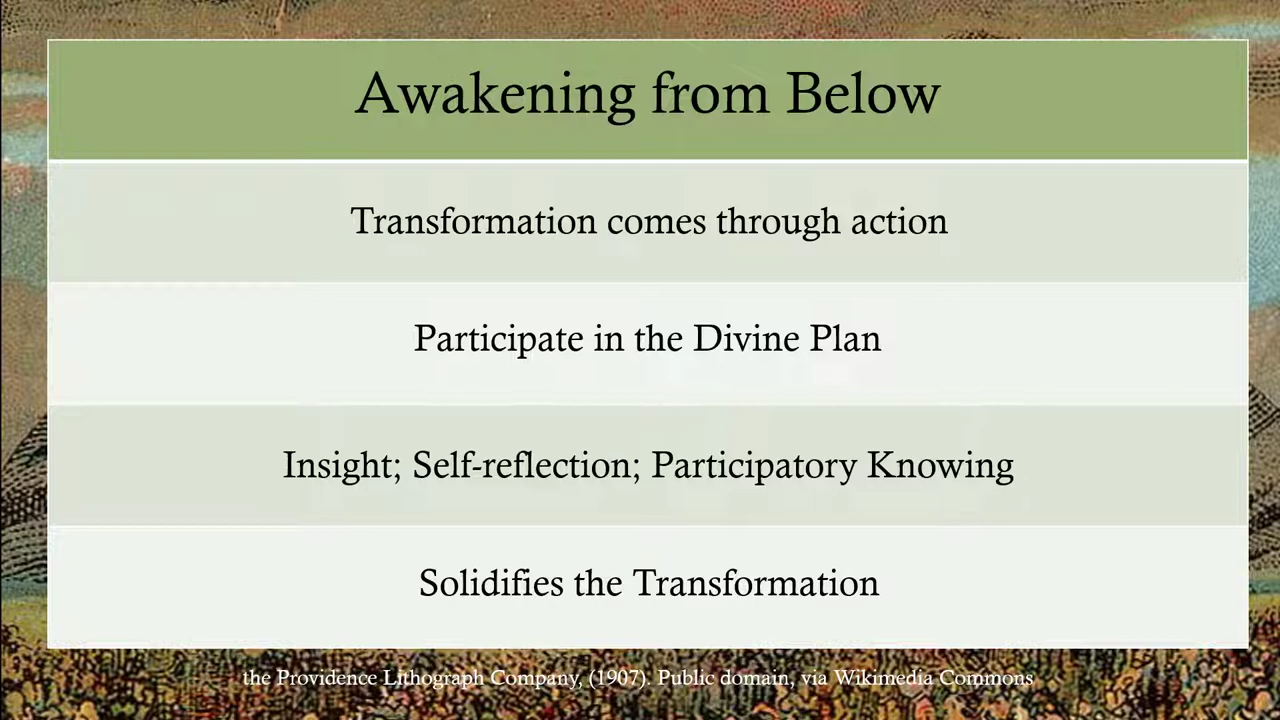 Awakening from Below
Transformation comes through action
Participate in the Divine Plan
Insight; Self-reflection; Participatory Knowing
Solidifies the Transformation
the Providence Lithograph Company, (1907). Public domain, via Wikimedia Commons